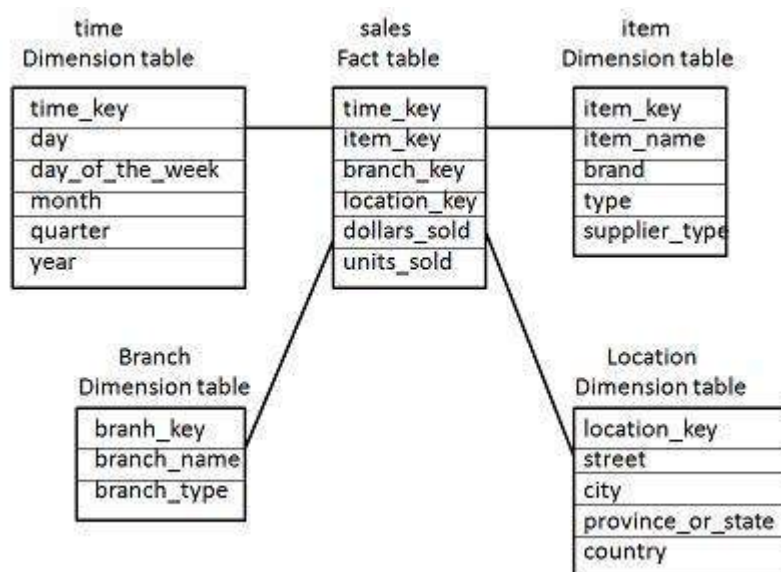 time
Dimension table
time_key
day
day_of_the_week
month
quarter
year
sales
Fact table
time_key
item_key
branch_key
location_key
dollars_sold
units_sold
item
Dimension table
item_key
item_name
brand
type
supplier_type
Branch
Dimension table
branh_key
branch_name
branch_type
Location
Dimension table
location_key
street
city
province_or_state
country